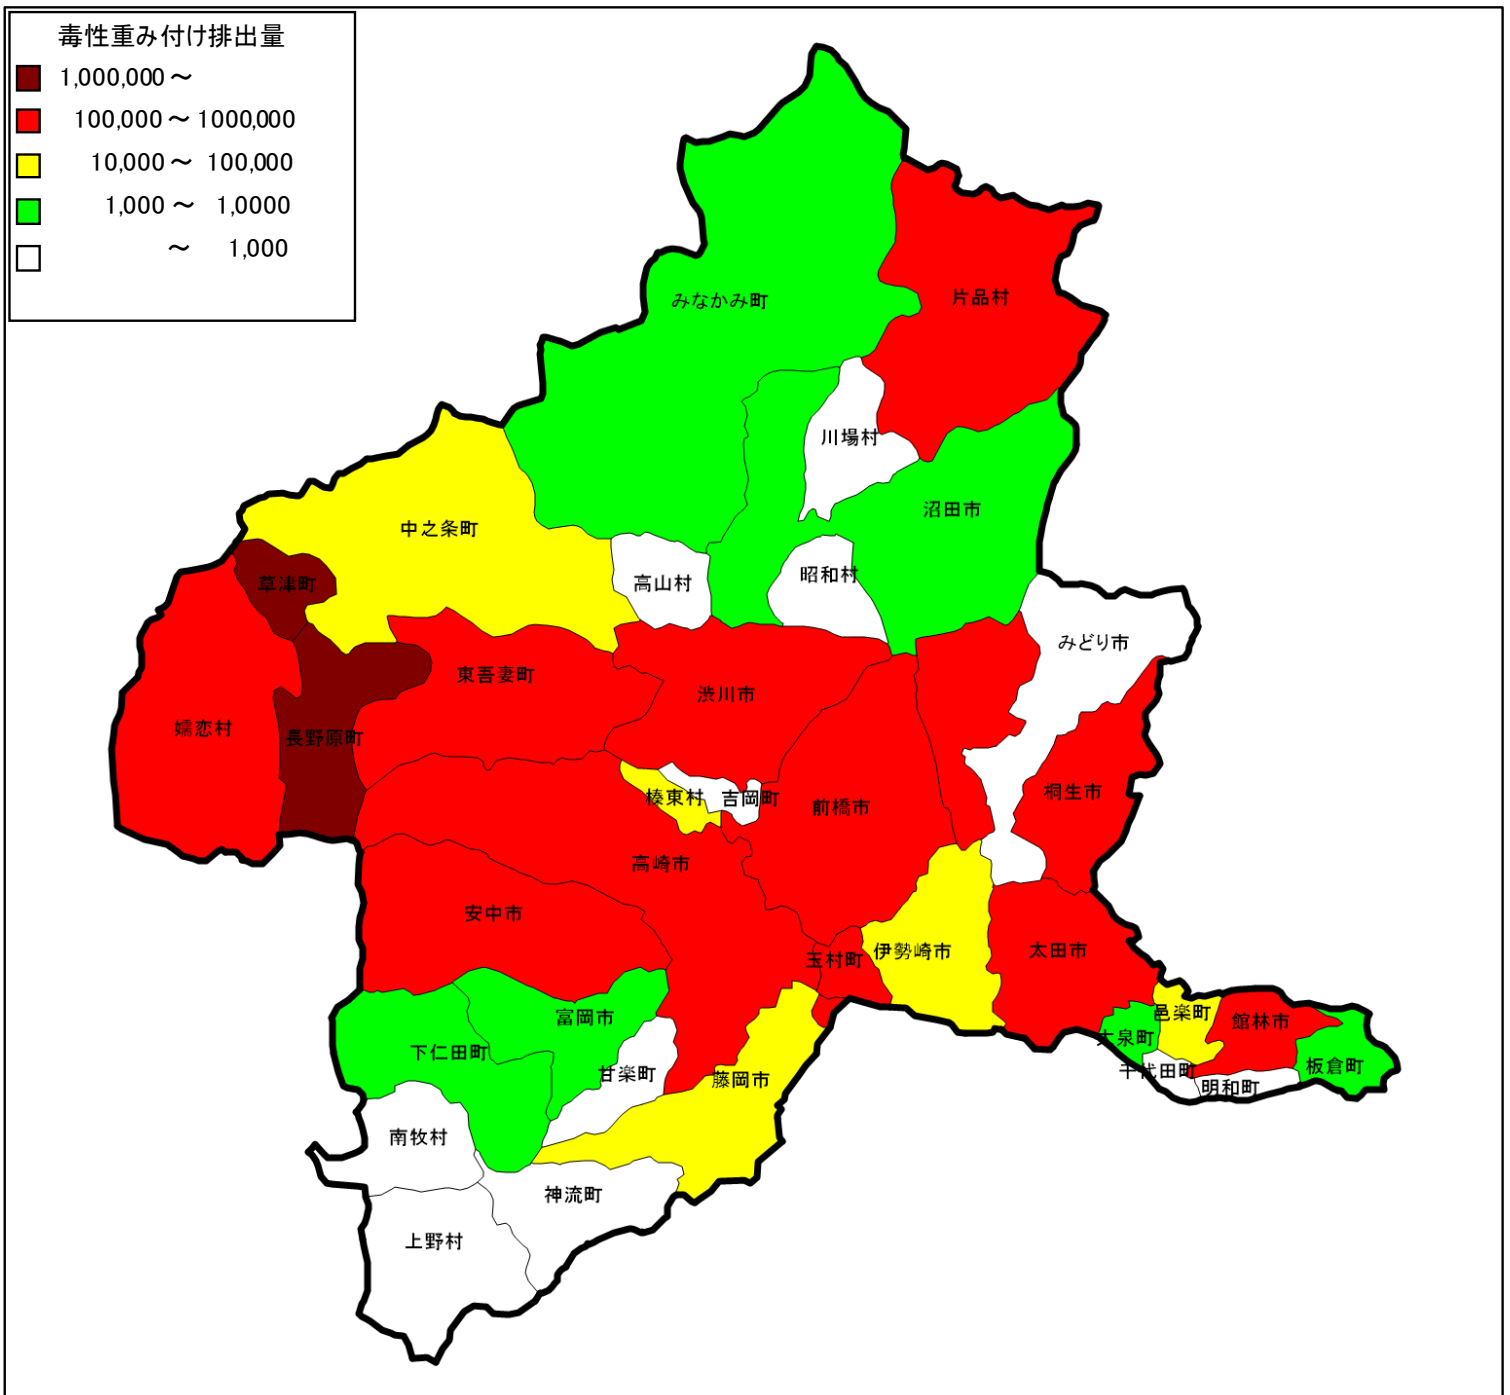 毒性重み付け排出量
1,000,000～
100,000～1000,000
10,000～ 100,000
1,000～ 1,0000
～ 1,000
みなかみ町
片品村
川場村
沼田市
中之条町
昭和村
高山村
草津町
みどり市
東吾妻町
渋川市
嬬恋村
長野原町
榛東村
吉岡町
前橋市
桐生市
高崎市
安中市
玉村町
伊勢崎市
太田市
邑楽町
館林市
富岡市
大泉町
下仁田町
板倉町
千代田町
甘楽町
藤岡市
明和町
南牧村
神流町
上野村